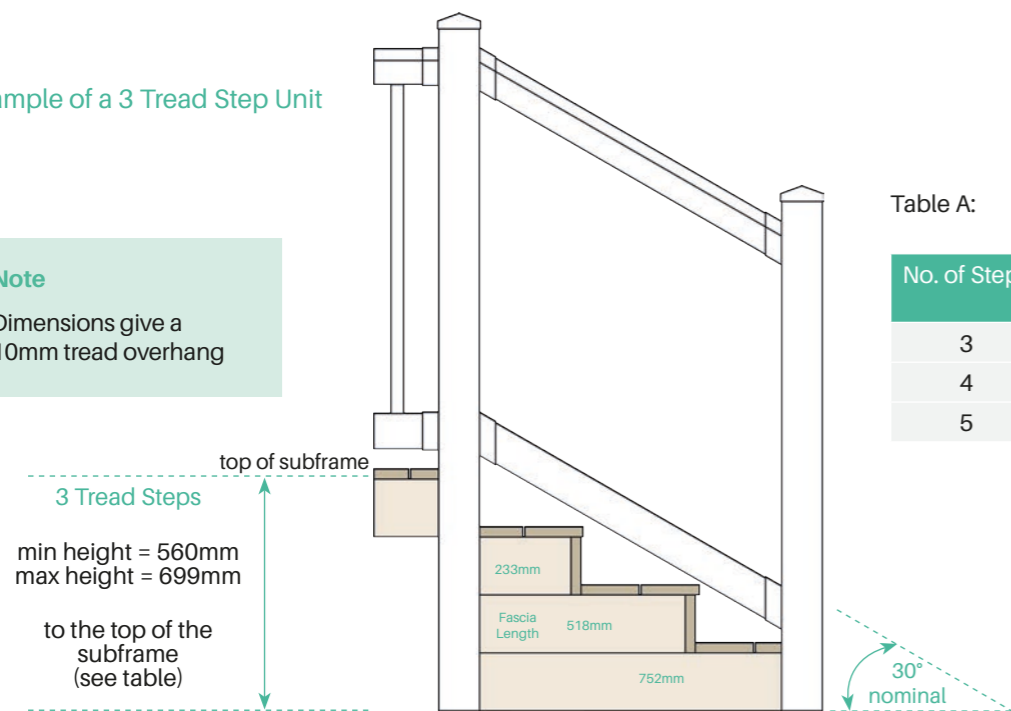 ample of a 3 Tread Step Unit
Note
Dimensions give a
10mm tread overhang
top of subframe
3 Tread Steps
min height = 560mm
max height = 699mm
to the top of the
subframe
(see table)
233mm
Fascia
Length
518mm
752mm
30°
nominal
Table A:
No. of Step
3
4
5